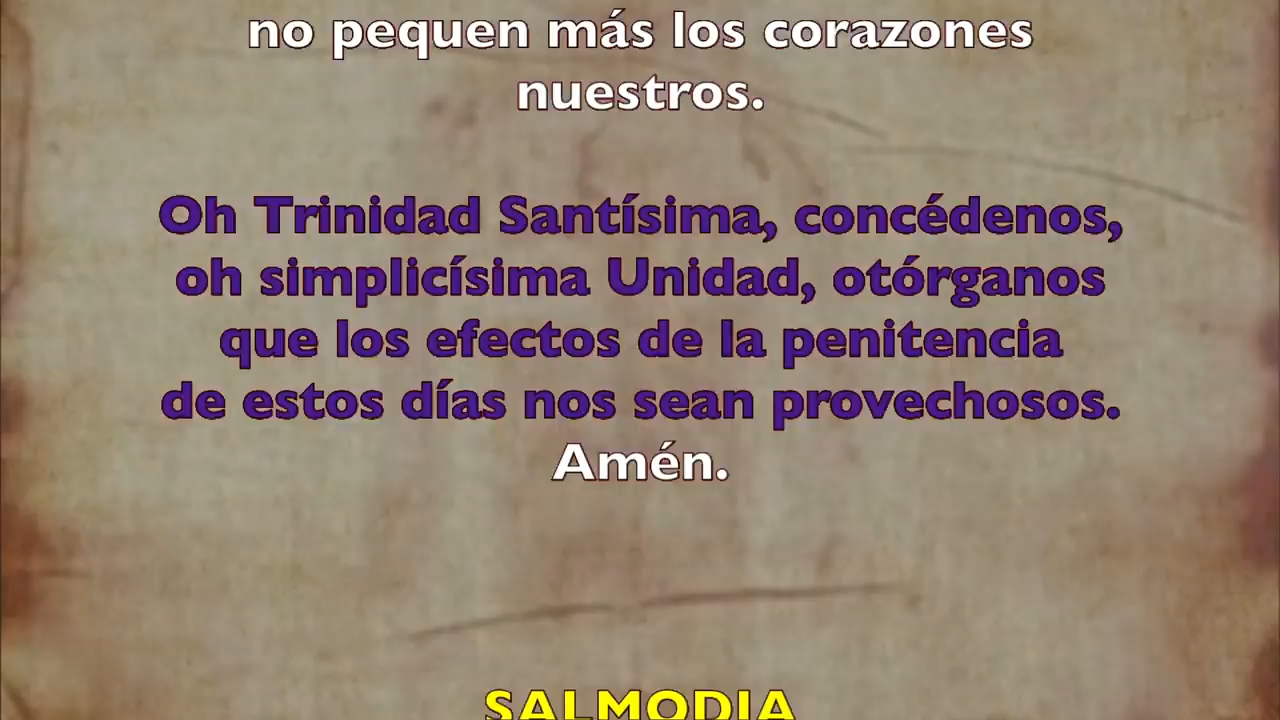 no pequen más los corazones
nuestros.
Oh Trinidad Santísima, concédenos,
oh simplicísima Unidad, otórganos
que los efectos de la penitencia
de estos días nos sean provechosos.
Amén.
SALMODIA